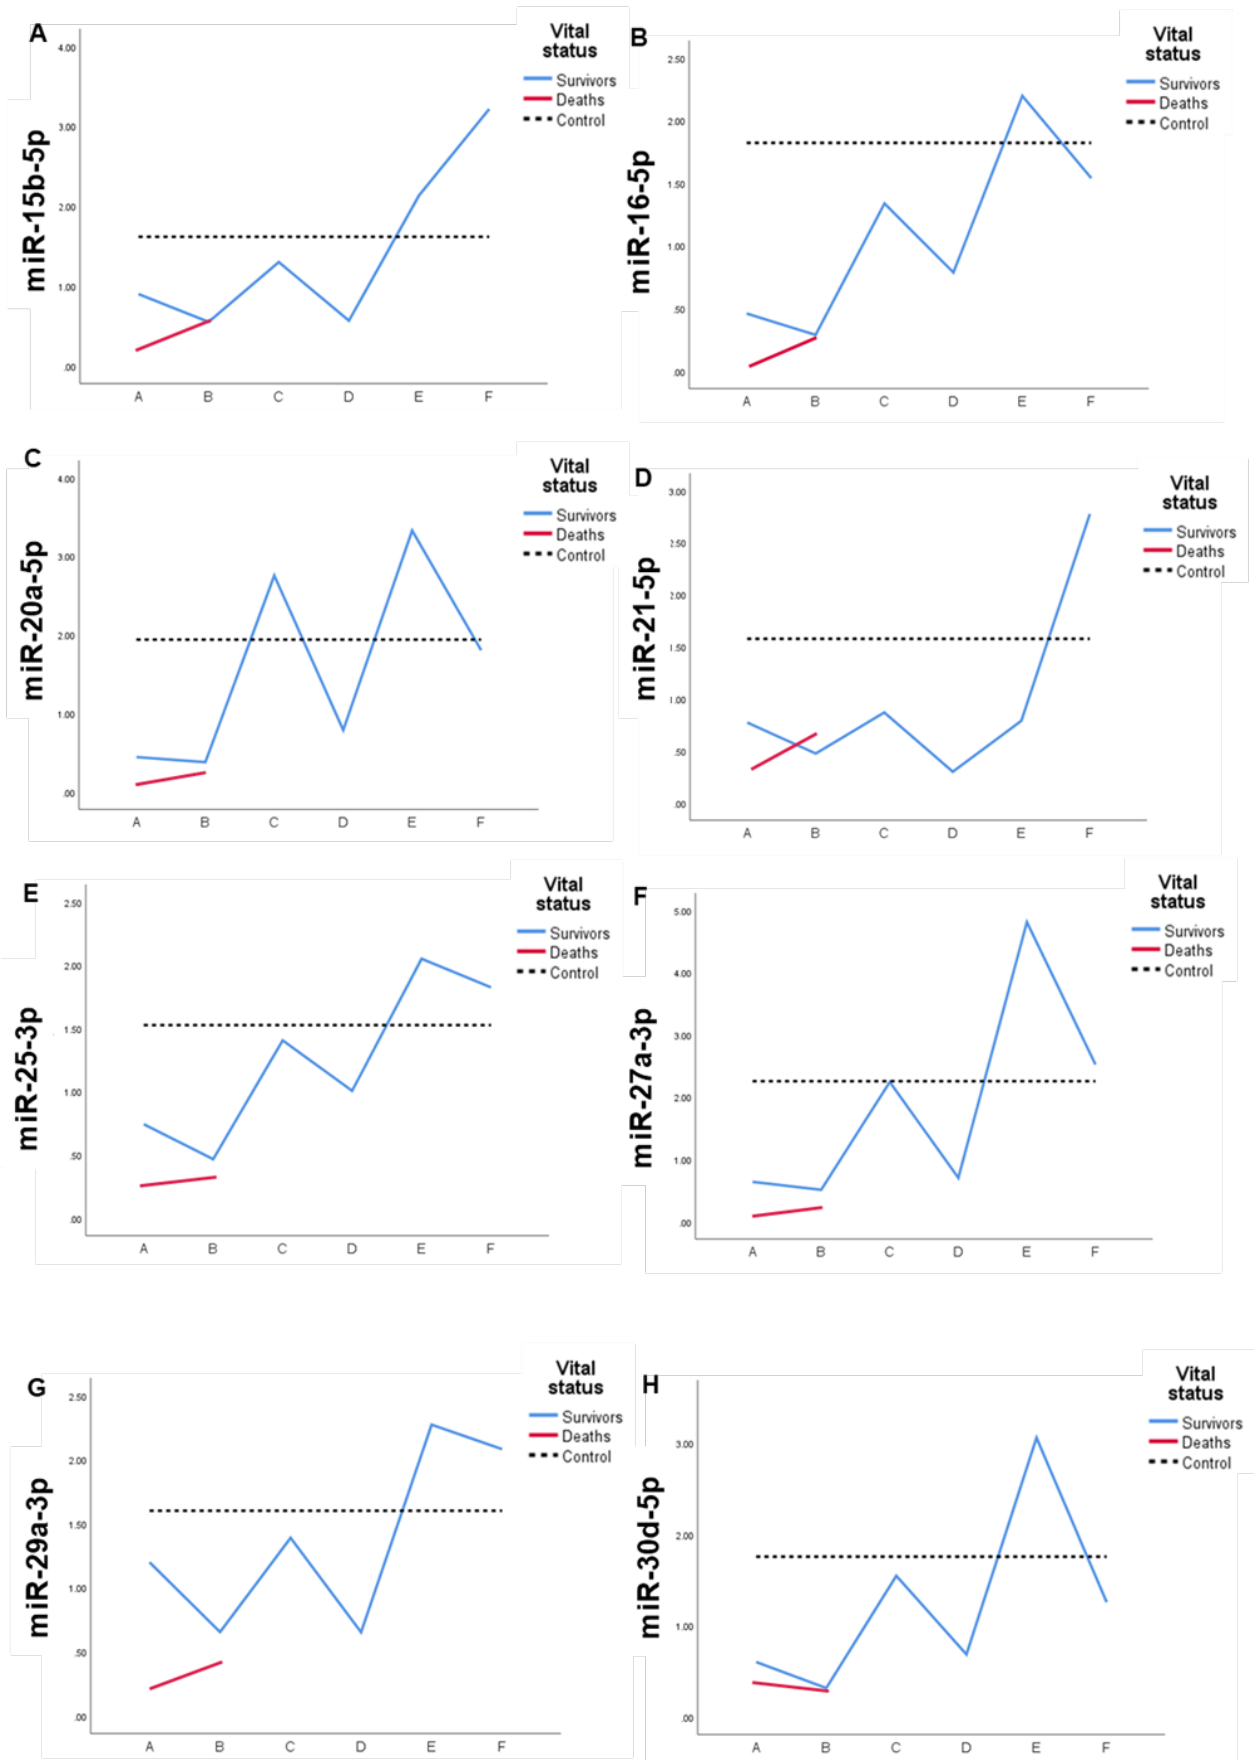 A
miR-15b-5p
Vital
status
Survivors
Deaths
Control
4.00
3.00
2.00
1.00
.00
A B C D E F
B
miR-16-5p
Vital
status
Survivors
Deaths
Control
2.50
2.00
1.50
1.00
.50
.00
A B C D E F
C
miR-20a-5p
Vital
status
Survivors
Deaths
Control
4.00
3.00
2.00
1.00
.00
A B C D E F
D
miR-21-5p
Vital
status
Survivors
Deaths
Control
3.00
2.50
2.00
1.50
1.00
.50
.00
A B C D E F
E
miR-25-3p
Vital
status
Survivors
Deaths
Control
2.50
2.00
1.50
1.00
.50
.00
A B C D E F
F
miR-27a-3p
Vital
status
Survivors
Deaths
Control
5.00
4.00
3.00
2.00
1.00
.00
A B C D E F
G
miR-29a-3p
Vital
status
Survivors
Deaths
Control
2.50
2.00
1.50
1.00
.50
.00
A B C D E F
H
miR-30d-5p
Vital
status
Survivors
Deaths
Control
3.00
2.00
1.00
.00
A B C D E F